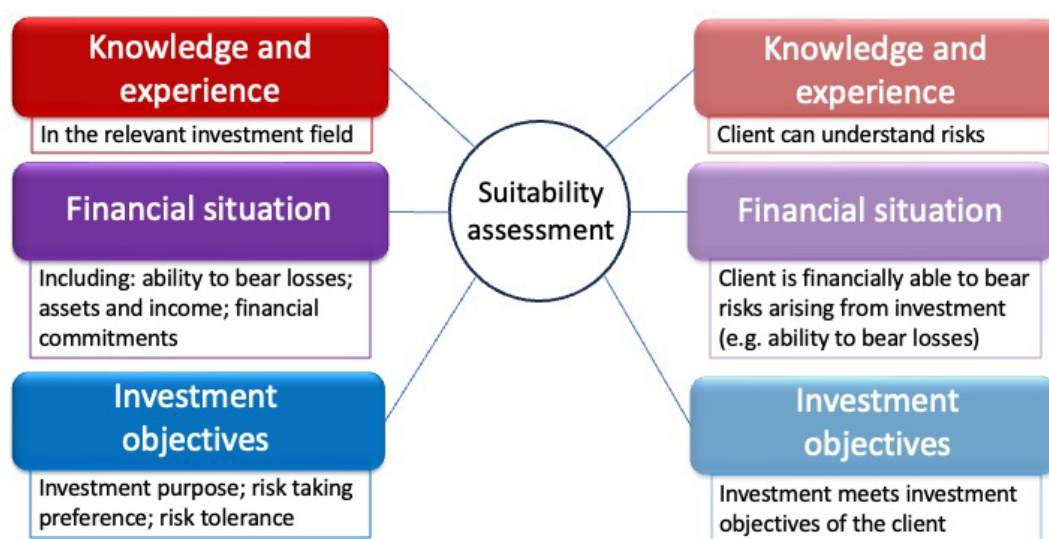 Knowledge and
experience
In the relevant investment field
Financial situation
Including: ability to bear losses;
assets and income; financial
commitments
Investment
objectives
Investment purpose; risk taking
preference; risk tolerance
Suitability
assessment
Knowledge and
experience
Client can understand risks
Financial situation
Client is financially able to bear
risks arising from investment
(e.g. ability to bear losses)
Investment
objectives
Investment meets investment
objectives of the client